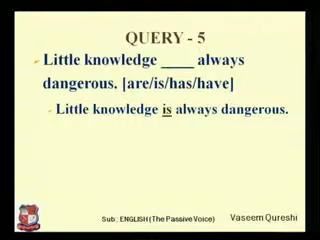 QUERY - 5
Little knowledge ____ always
dangerous. [are/is/has/have]
Little knowledge is always dangerous.
Sub : ENGLISH (The Passive Voice) Vaseem Qureshi